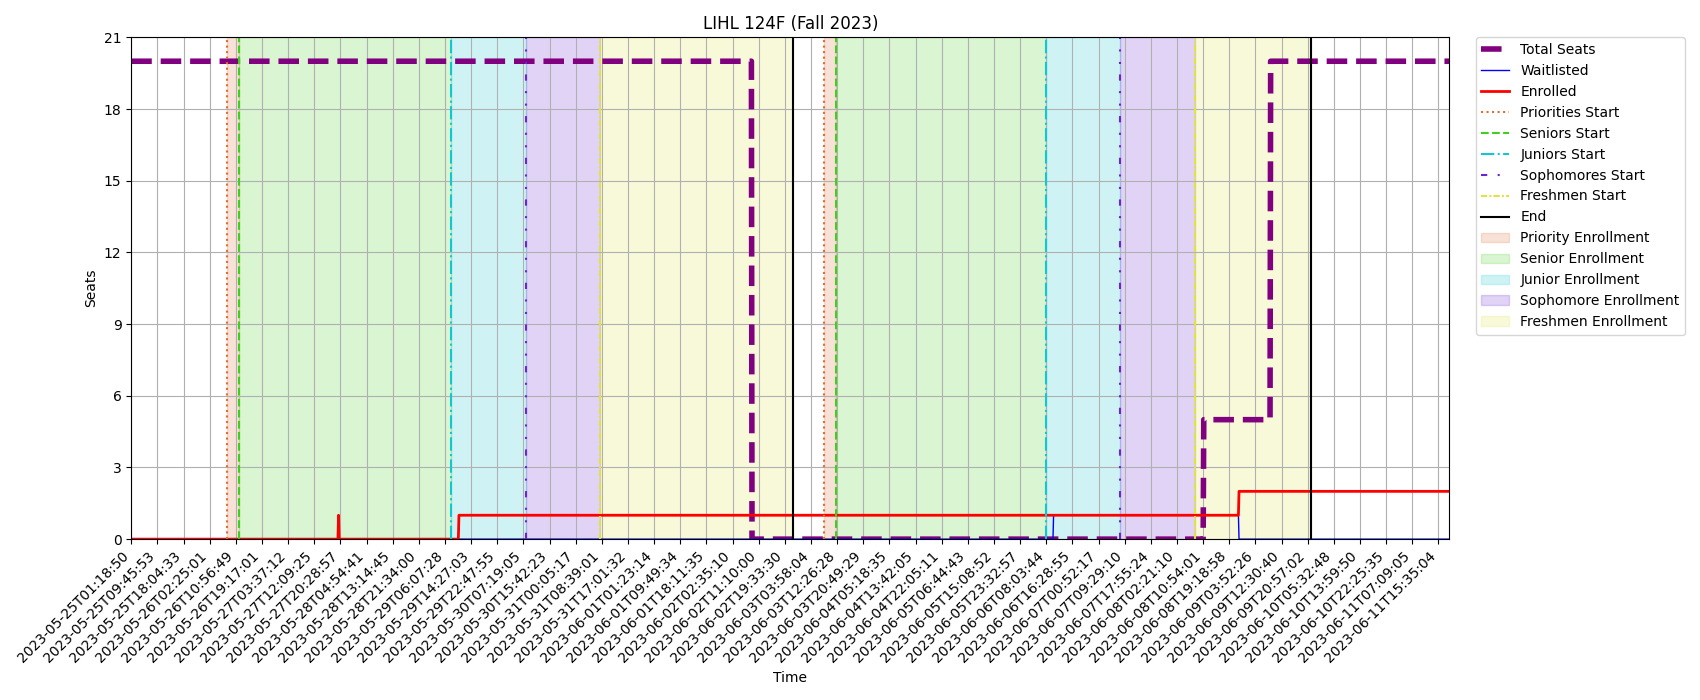 LIHL 124F (Fall 2023)
21
18
15
12
9
6
3
0
Seats
2023-05-25T01:18:50
2023-05-25T09:45:53
2023-05-25T18:04:33
2023-05-26T02:25:01
2023-05-26T10:56:49
2023-05-26T19:17:01
2023-05-27T03:37:12
2023-05-27T12:09:25
2023-05-27T20:28:57
2023-05-28T04:54:41
2023-05-28T13:14:45
2023-05-28T21:34:00
2023-05-29T06:07:28
2023-05-29T14:27:03
2023-05-29T22:47:55
2023-05-30T07:19:05
2023-05-30T15:42:23
2023-05-31T00:05:17
2023-05-31T08:39:01
2023-05-31T17:01:32
2023-06-01T01:23:14
2023-06-01T09:49:34
2023-06-01T18:11:35
2023-06-02T02:35:10
2023-06-02T11:10:00
2023-06-02T19:33:30
2023-06-03T03:58:04
2023-06-03T12:26:28
2023-06-03T20:49:29
2023-06-04T05:18:35
2023-06-04T13:42:05
2023-06-04T22:05:11
2023-06-05T06:44:43
2023-06-05T15:08:52
2023-06-05T23:32:57
2023-06-06T08:03:44
2023-06-06T16:28:55
2023-06-07T00:52:17
2023-06-07T09:29:10
2023-06-07T17:55:24
2023-06-08T02:21:10
2023-06-08T10:54:01
2023-06-08T19:18:58
2023-06-09T03:52:26
2023-06-09T12:30:40
2023-06-09T20:57:02
2023-06-10T05:32:48
2023-06-10T13:59:50
2023-06-10T22:25:35
2023-06-11T07:09:05
2023-06-11T15:35:04
Time
Total Seats
Waitlisted
Enrolled
Priorities Start
Seniors Start
Juniors Start
Sophomores Start
Freshmen Start
End
Priority Enrollment
Senior Enrollment
Junior Enrollment
Sophomore Enrollment
Freshmen Enrollment